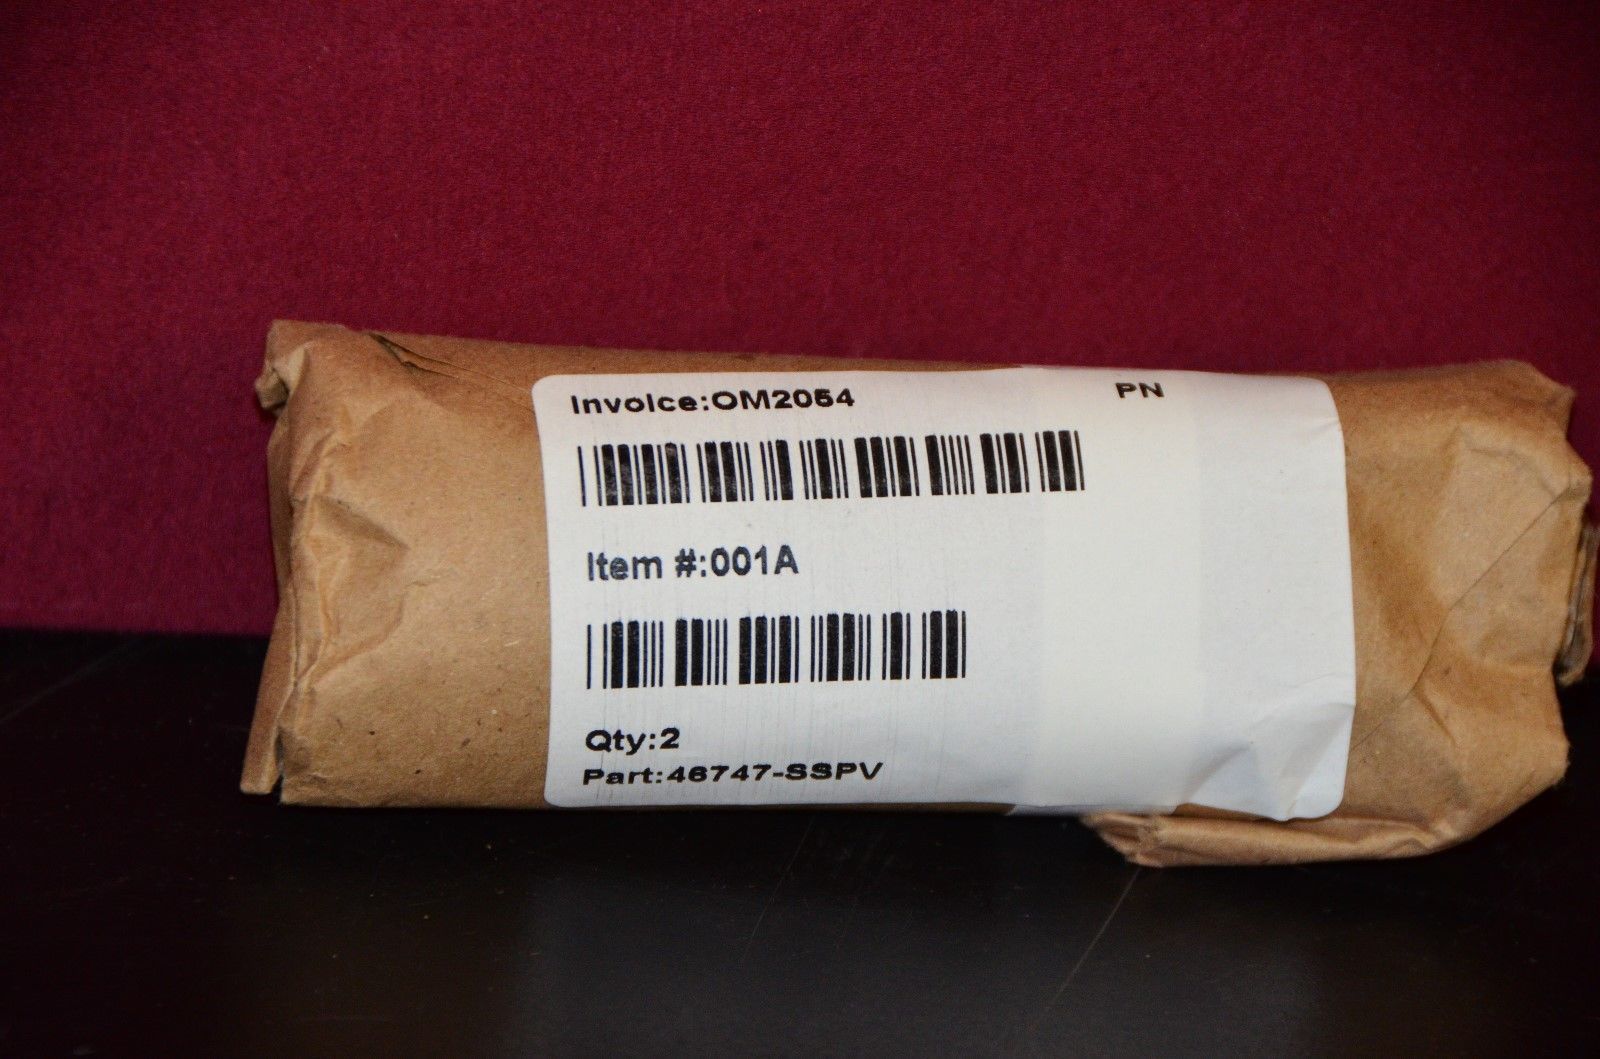 Invoice:OM2054
PN
Item #:001A
Qty:2
Part:46747-SSPV